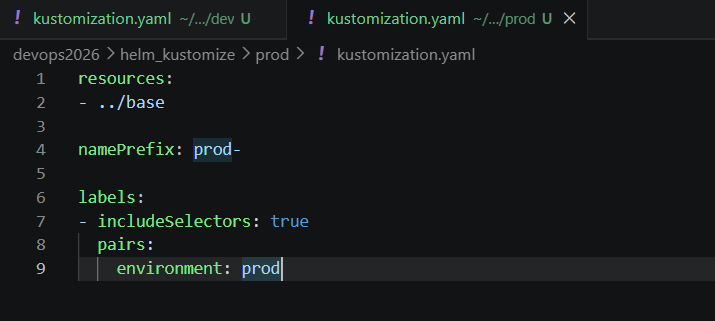 ! kustomization.yaml ~/.../dev U ! kustomization.yaml ~/.../prod U
devops2026 > helm_kustomize > prod > ! kustomization.yaml
1 resources:
2 - ../base
3
4 namePrefix: prod-
5
6 labels:
7 - includeSelectors: true
8   pairs:
9     environment: prod